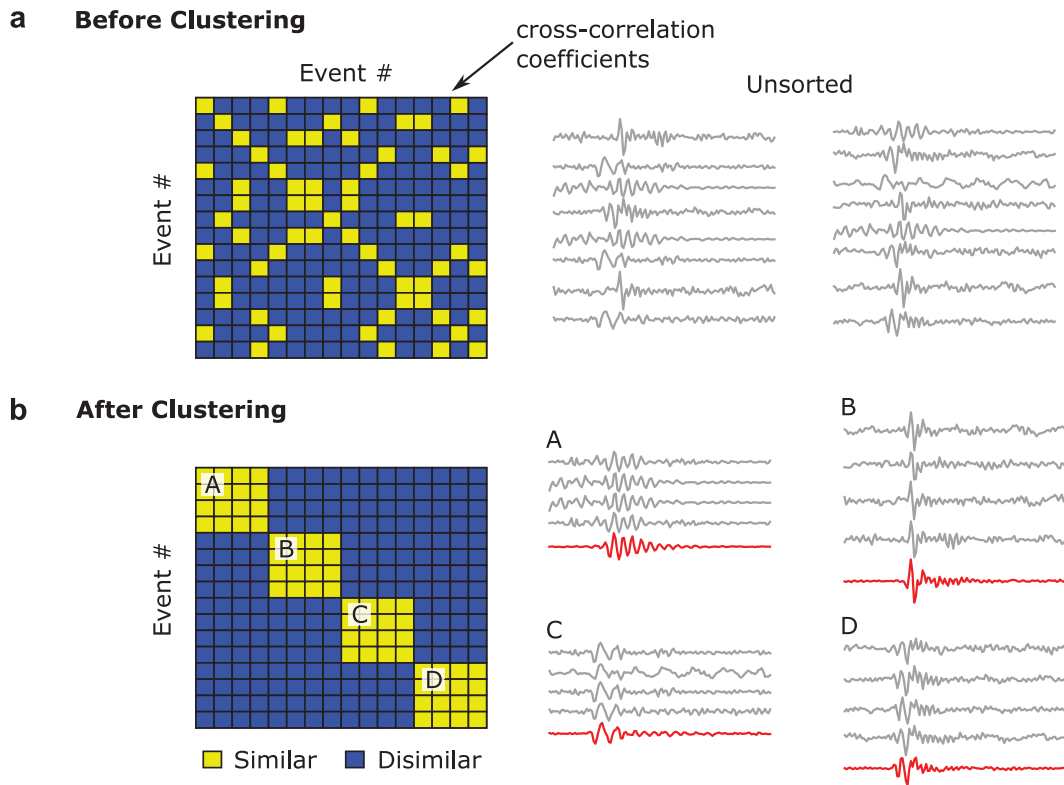 a Before Clustering
cross-correlation
coefficients
Event #
Event #
Unsorted
b After Clustering
Event #
A
B
C
D
Similar
Disimilar
A
B
C
D